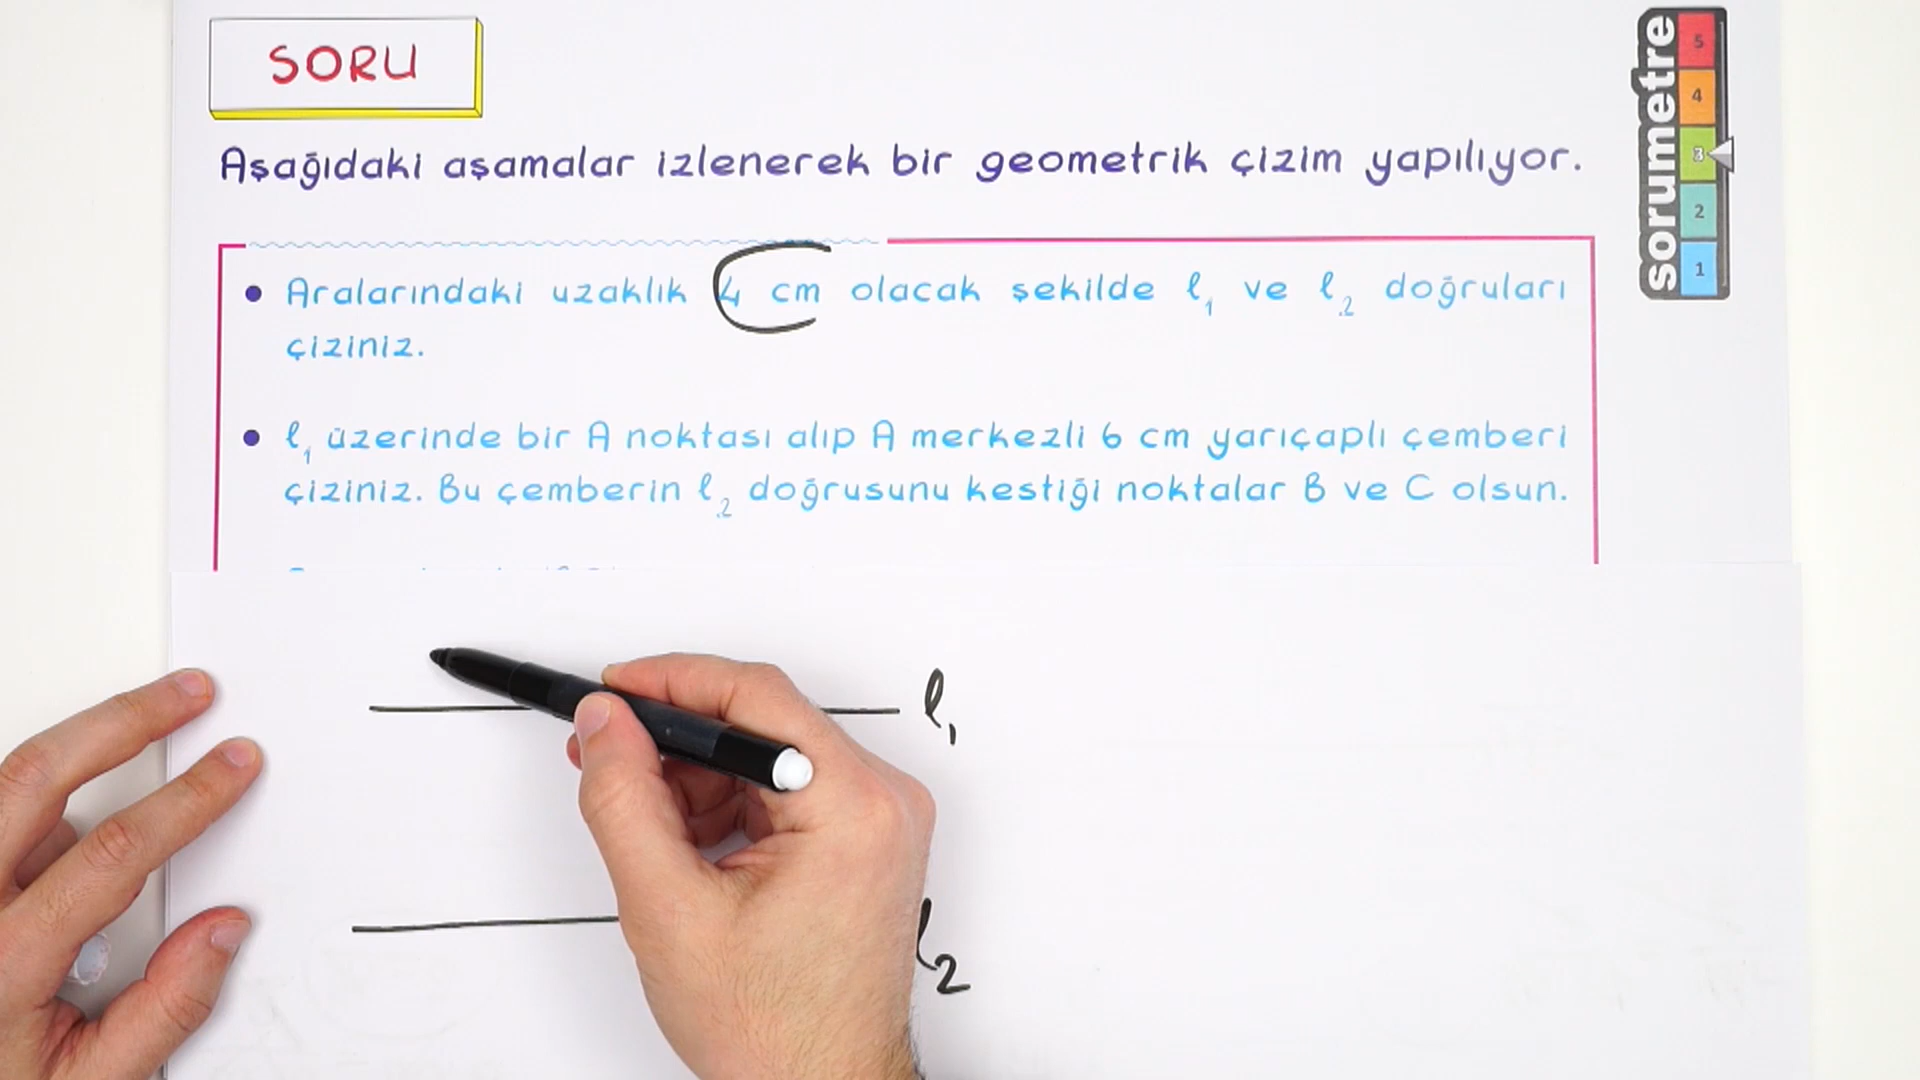 SORU
Aşağıdaki aşamalar izlenerek bir geometrik çizim yapılıyor.
• Aralarındaki uzaklık 4 cm olacak şekilde ℓ₁ ve ℓ₂ doğruları
çiziniz.
• ℓ₁ üzerinde bir A noktası alıp A merkezli 6 cm yarıçaplı çemberi
çiziniz. Bu çemberin ℓ₂ doğrusunu kestiği noktalar B ve C olsun.
ℓ₁
ℓ₂
sorumetre
5
4
3
2
1